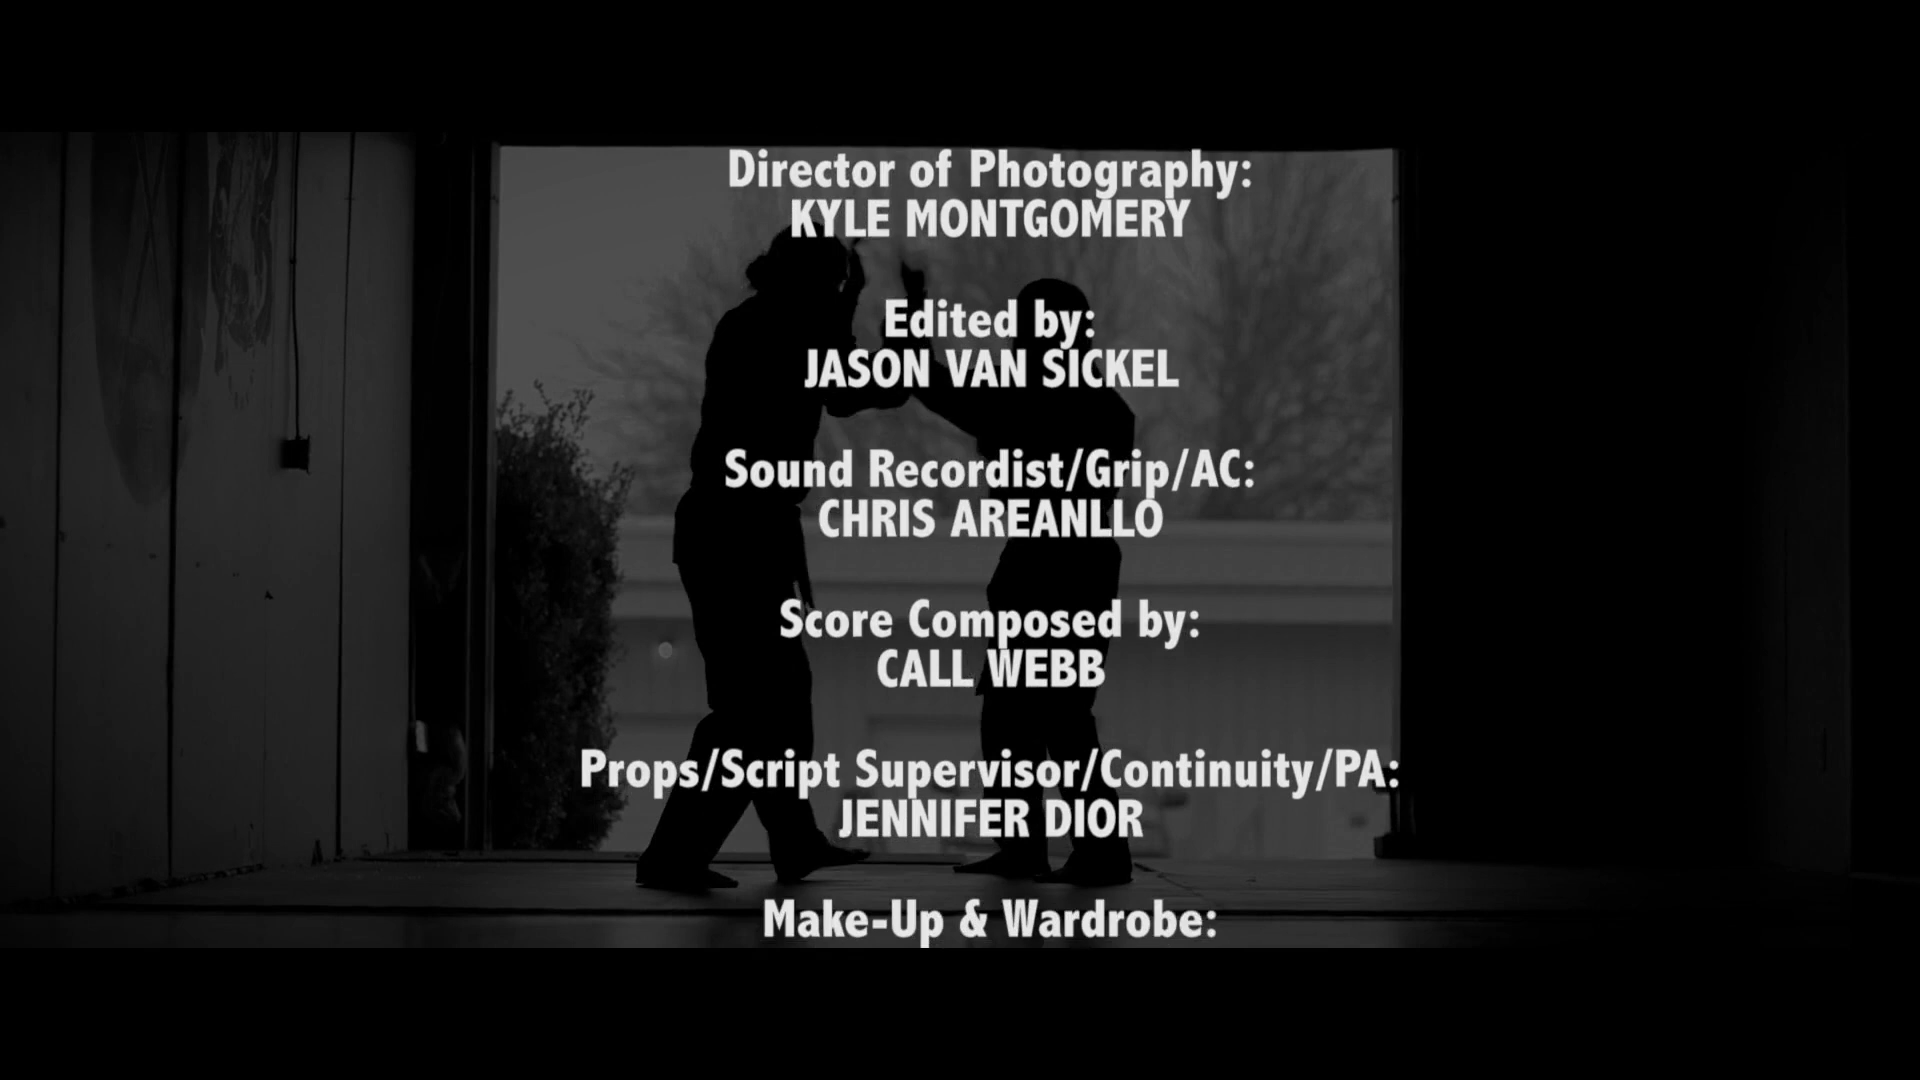 Director of Photography:
KYLE MONTGOMERY
Edited by:
JASON VAN SICKEL
Sound Recordist/Grip/AC:
CHRIS AREANLLO
Score Composed by:
CALL WEBB
Props/Script Supervisor/Continuity/PA:
JENNIFER DIOR
Make-Up & Wardrobe: